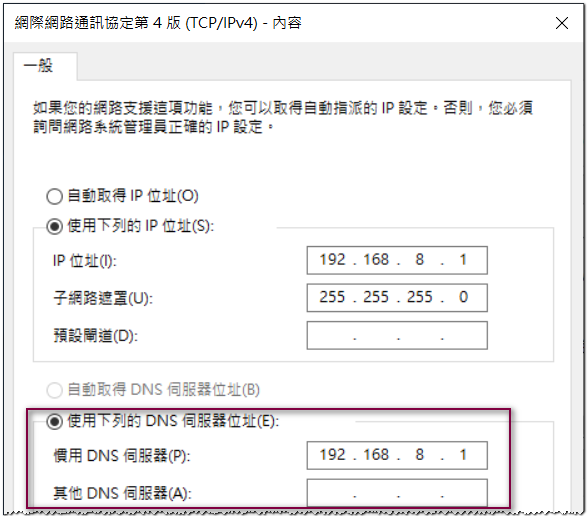 網際網路通訊協定第 4 版 (TCP/IPv4) - 內容
一般
如果您的網路支援這項功能，您可以取得自動指派的 IP 設定。否則，您必須
詢問網路系統管理員正確的 IP 設定。
自動取得 IP 位址(O)
使用下列的 IP 位址(S):
IP 位址(I): 192 . 168 . 8 . 1
子網路遮罩(U): 255 . 255 . 255 . 0
預設閘道(D): . . .
自動取得 DNS 伺服器位址(B)
使用下列的 DNS 伺服器位址(E):
慣用 DNS 伺服器(P): 192 . 168 . 8 . 1
其他 DNS 伺服器(A): . . .